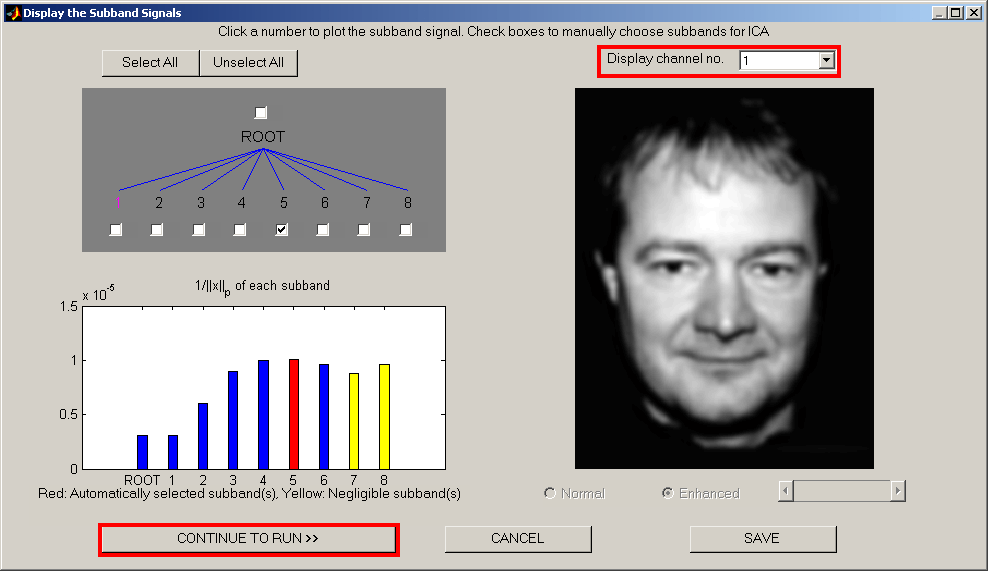 Display the Subband Signals
Click a number to plot the subband signal. Check boxes to manually choose subbands for ICA
Select All Unselect All
Display channel no. 1
ROOT
1 2 3 4 5 6 7 8
1/||x||p of each subband
x 10-5
1.5
1
0.5
0
ROOT 1 2 3 4 5 6 7 8
Red: Automatically selected subband(s), Yellow: Negligible subband(s)
Normal Enhanced
CONTINUE TO RUN >> CANCEL SAVE